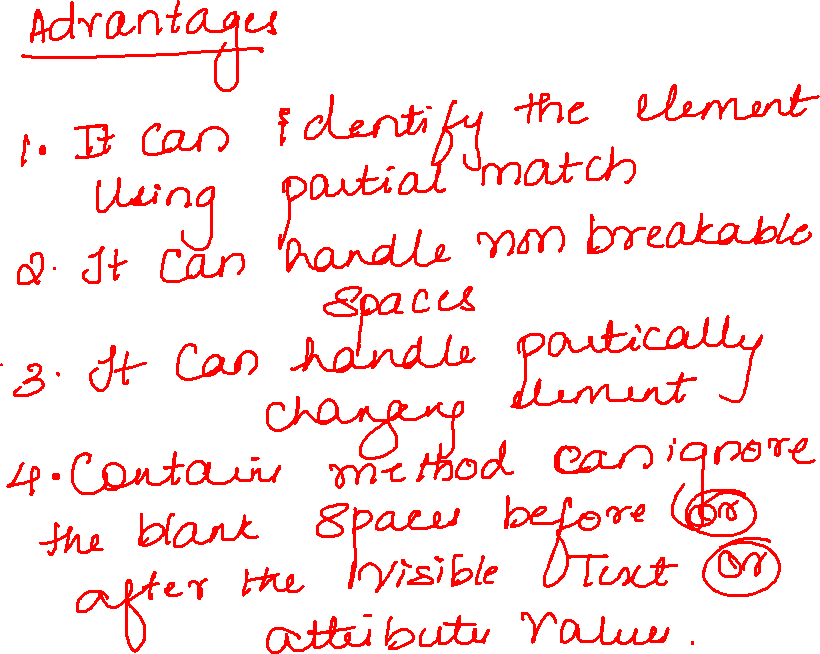 Advantages
1. It can identify the element
using partial match
2. It can handle non breakable
spaces
3. It can handle partically
changing element
4. Contains method can ignore
the blank spaces before or
after the visible Text or
attribute value.